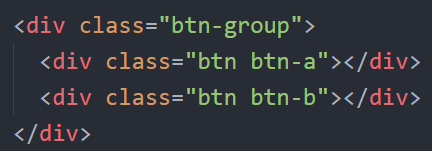 <div class="btn-group">
  <div class="btn btn-a"></div>
  <div class="btn btn-b"></div>
</div>